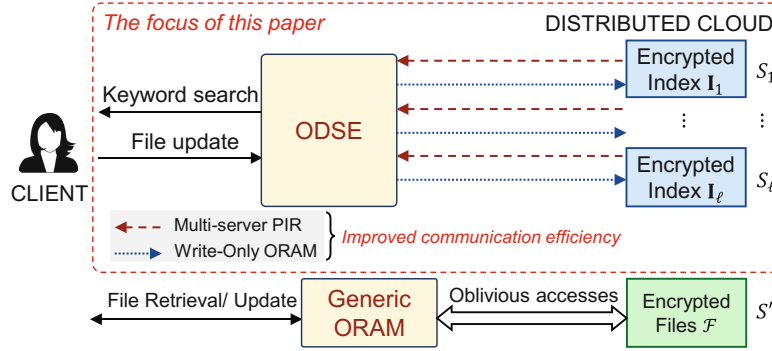 The focus of this paper
DISTRIBUTED CLOUD
Encrypted
Index I₁
S₁
Keyword search
ODSE
File update
⋮
⋮
CLIENT
Encrypted
Index Iℓ
Sℓ
Multi-server PIR
Write-Only ORAM
Improved communication efficiency
File Retrieval/ Update
Generic
ORAM
Oblivious accesses
Encrypted
Files ℱ
S′